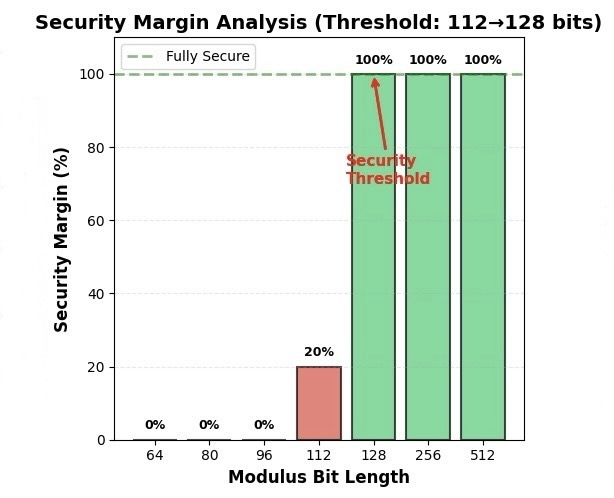 Security Margin Analysis (Threshold: 112→128 bits)
Fully Secure
100% 100% 100%
100
80
Security
Threshold
60
Security Margin (%)
40
20%
20
0% 0% 0%
0
64 80 96 112 128 256 512
Modulus Bit Length